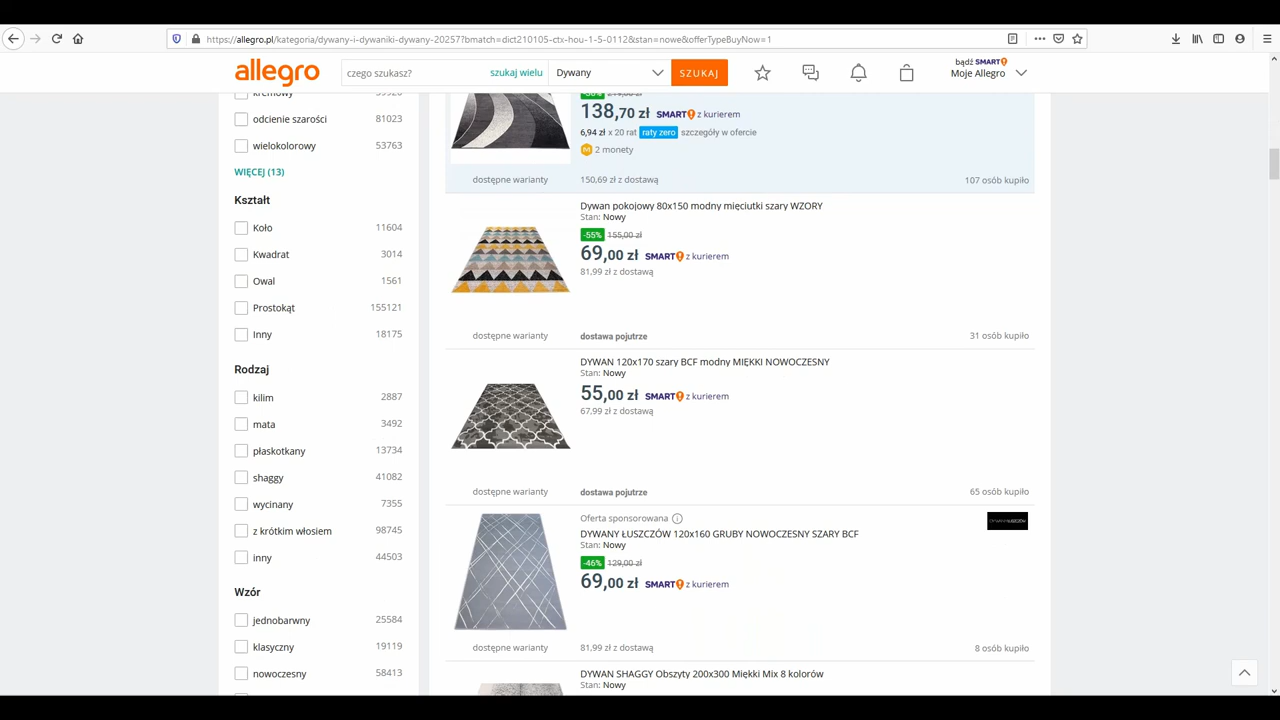 https://allegro.pl/kategoria/dywany-i-dywaniki-dywany-20257?bmatch=dict210105-ctx-hou-1-5-0112&stan=nowe&offerTypeBuyNow=1
allegro
czego szukasz?
szukaj wielu
Dywany
SZUKAJ
bądź SMART!
Moje Allegro
kremowy 39920
odcienie szarości 81023
wielokolorowy 53763
WIĘCEJ (13)
Kształt
Koło 11604
Kwadrat 3014
Owal 1561
Prostokąt 155121
Inny 18175
Rodzaj
kilim 2887
mata 3492
płaskotkany 13734
shaggy 41082
wycinany 7355
z krótkim włosiem 98745
inny 44503
Wzór
jednobarwny 25584
klasyczny 19119
nowoczesny 58413
138,70 zł SMART! z kurierem
6,94 zł x 20 rat raty zero szczegóły w ofercie
M 2 monety
dostępne warianty 150,69 zł z dostawą 107 osób kupiło
Dywan pokojowy 80x150 modny mięciutki szary WZORY
Stan: Nowy
-55% 155,00 zł
69,00 zł SMART! z kurierem
81,99 zł z dostawą
dostępne warianty dostawa pojutrze 31 osób kupiło
DYWAN 120x170 szary BCF modny MIĘKKI NOWOCZESNY
Stan: Nowy
55,00 zł SMART! z kurierem
67,99 zł z dostawą
dostępne warianty dostawa pojutrze 65 osób kupiło
Oferta sponsorowana
DYWANY ŁUSZCZÓW 120x160 GRUBY NOWOCZESNY SZARY BCF
Stan: Nowy
-46% 129,00 zł
69,00 zł SMART! z kurierem
dostępne warianty 81,99 zł z dostawą 8 osób kupiło
DYWAN SHAGGY Obszyty 200x300 Miękki Mix 8 kolorów
Stan: Nowy